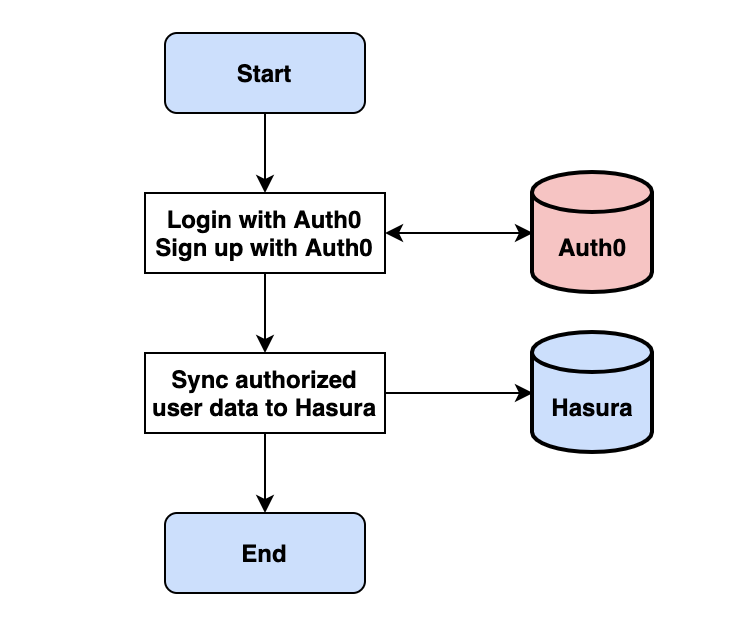 Start
Login with Auth0
Sign up with Auth0
Auth0
Sync authorized
user data to Hasura
Hasura
End